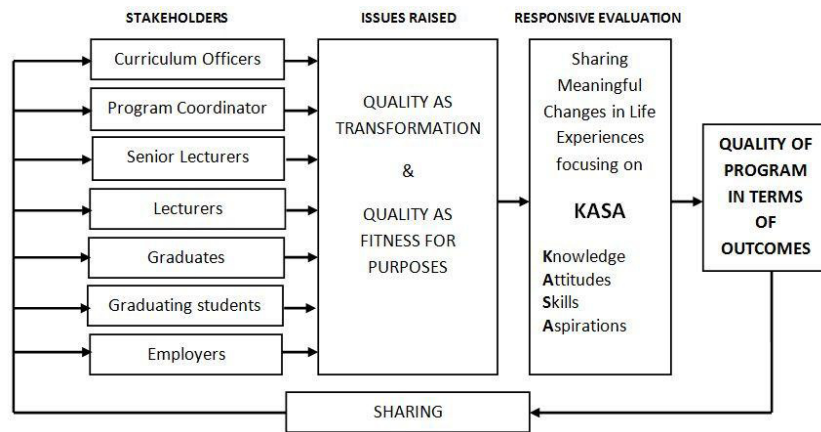 STAKEHOLDERS
ISSUES RAISED
RESPONSIVE EVALUATION
Curriculum Officers
Program Coordinator
Senior Lecturers
Lecturers
Graduates
Graduating students
Employers
QUALITY AS
TRANSFORMATION
&
QUALITY AS
FITNESS FOR
PURPOSES
Sharing
Meaningful
Changes in Life
Experiences
focusing on
KASA
Knowledge
Attitudes
Skills
Aspirations
QUALITY OF
PROGRAM
IN TERMS
OF
OUTCOMES
SHARING